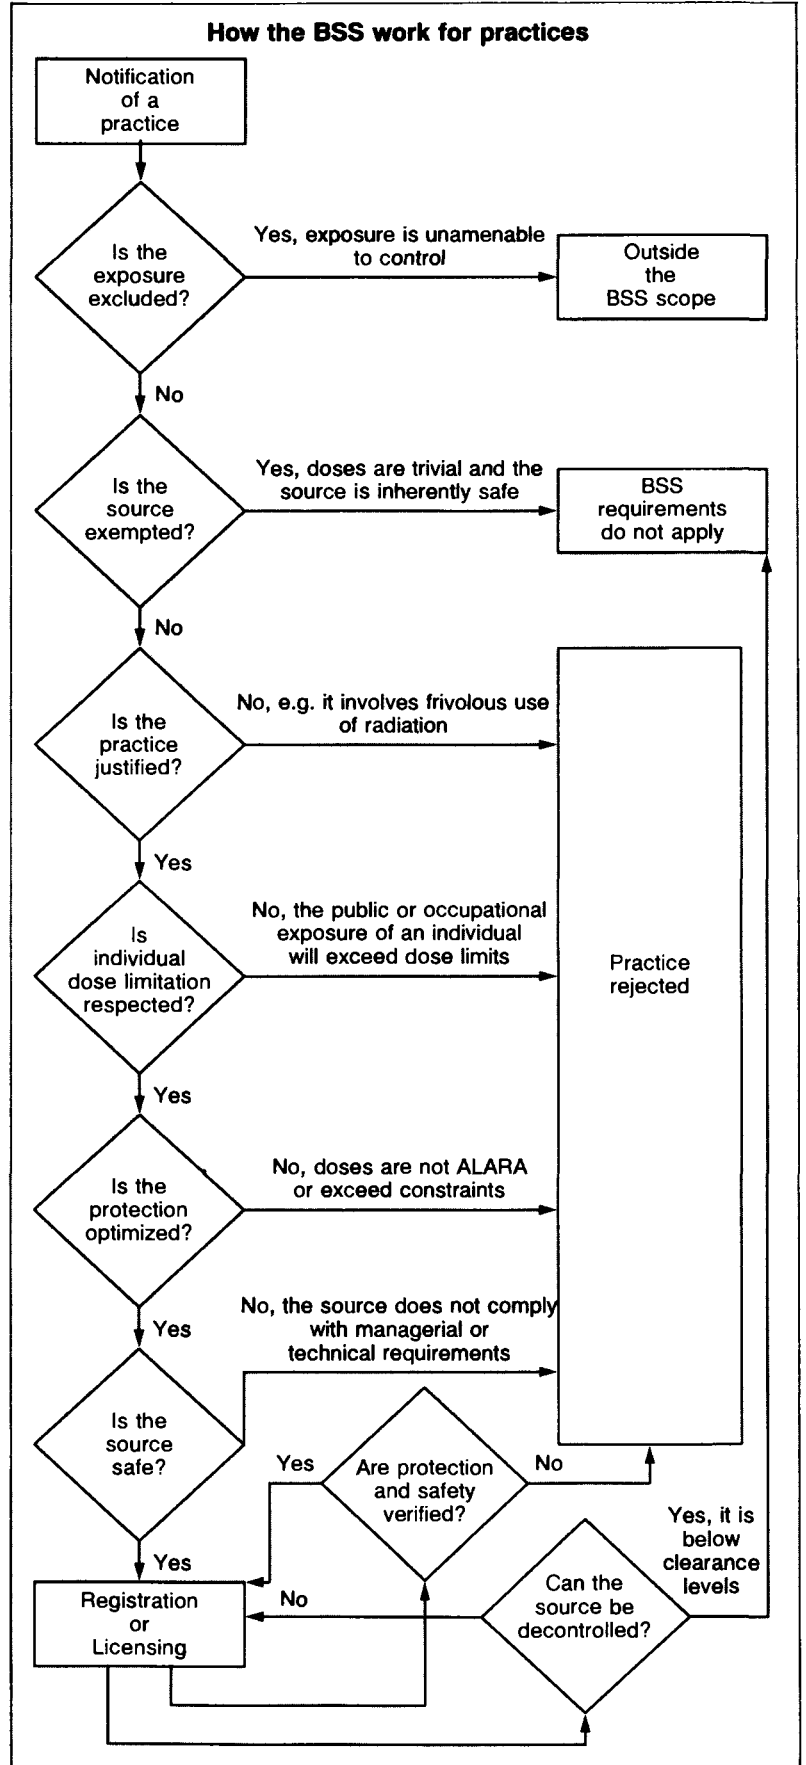 How the BSS work for practices
Notification
of a
practice
Is the
exposure
excluded?
Yes, exposure is unamenable
to control
Outside
the
BSS scope
No
Is the
source
exempted?
Yes, doses are trivial and the
source is inherently safe
BSS
requirements
do not apply
No
Is the
practice
justified?
No, e.g. it involves frivolous use
of radiation
Yes
Is
individual
dose limitation
respected?
No, the public or occupational
exposure of an individual
will exceed dose limits
Practice
rejected
Yes
Is the
protection
optimized?
No, doses are not ALARA
or exceed constraints
Yes
Is the
source
safe?
No, the source does not comply
with managerial or
technical requirements
Yes
Are protection
and safety
verified?
No
Yes
Registration
or
Licensing
No
Can the
source be
decontrolled?
Yes, it is
below
clearance
levels